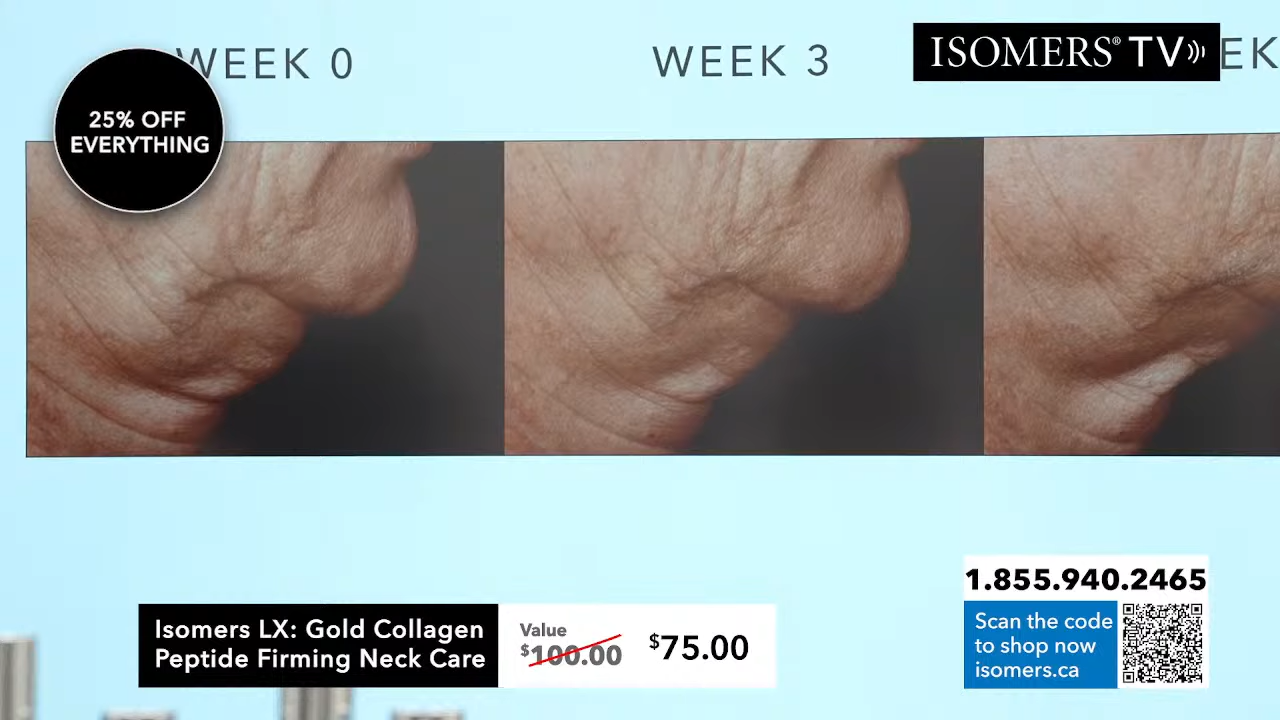 WEEK 0
WEEK 3
EK
ISOMERS® TV
25% OFF
EVERYTHING
Isomers LX: Gold Collagen
Peptide Firming Neck Care
Value
$100.00
$75.00
1.855.940.2465
Scan the code
to shop now
isomers.ca